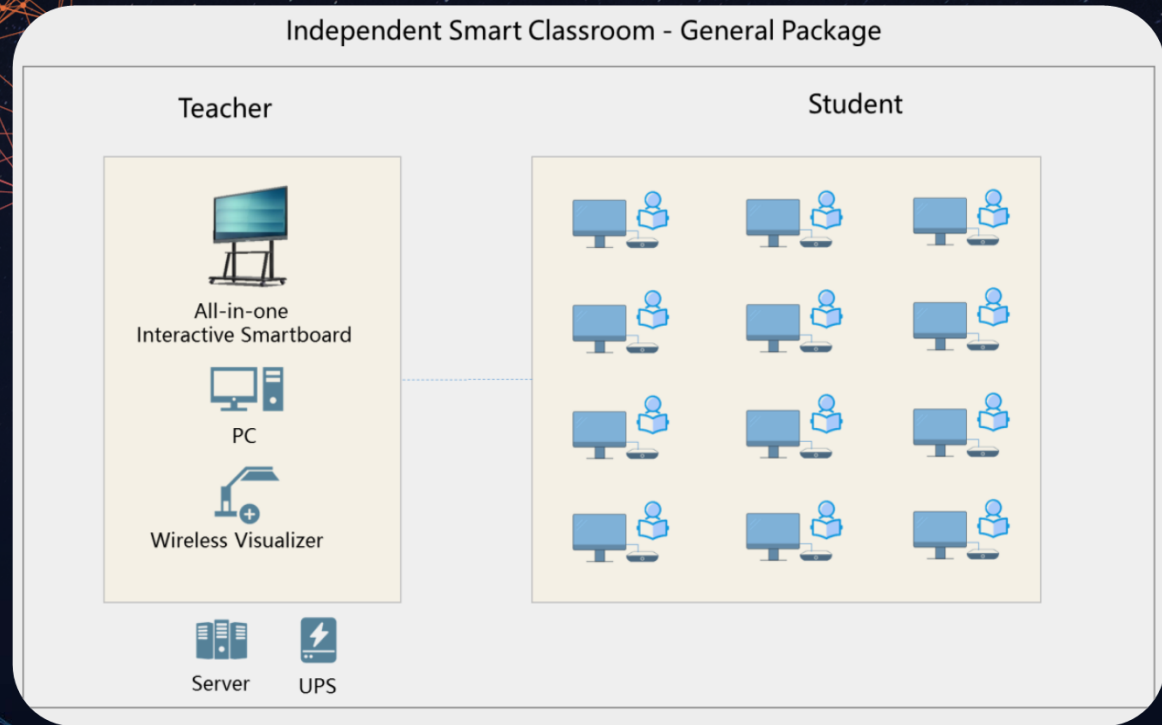 Independent Smart Classroom - General Package
Teacher
Student
All-in-one
Interactive Smartboard
PC
Wireless Visualizer
Server
UPS